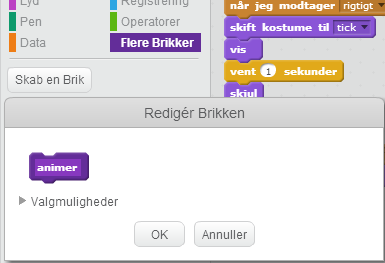 Lyd
Registrering
Pen
Operatorer
Data
Flere Brikker
Skab en Brik
når jeg modtager rigtigt
skift kostume til tick
vis
vent 1 sekunder
skjul
Redigér Brikken
animer
Valgmuligheder
OK
Annuller